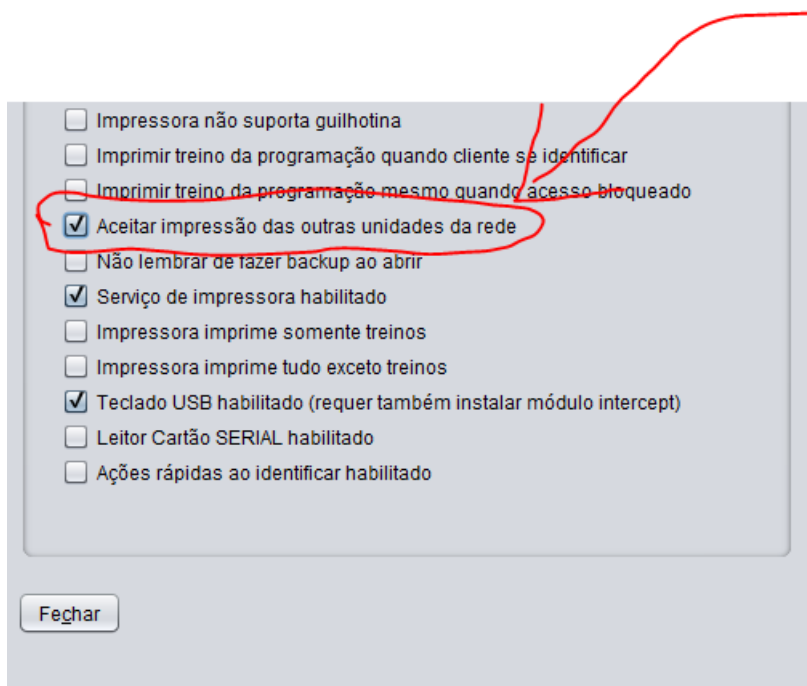 Impressora não suporta guilhotina
Imprimir treino da programação quando cliente se identificar
Imprimir treino da programação mesmo quando acesso bloqueado
Aceitar impressão das outras unidades da rede
Não lembrar de fazer backup ao abrir
Serviço de impressora habilitado
Impressora imprime somente treinos
Impressora imprime tudo exceto treinos
Teclado USB habilitado (requer também instalar módulo intercept)
Leitor Cartão SERIAL habilitado
Ações rápidas ao identificar habilitado
Fechar